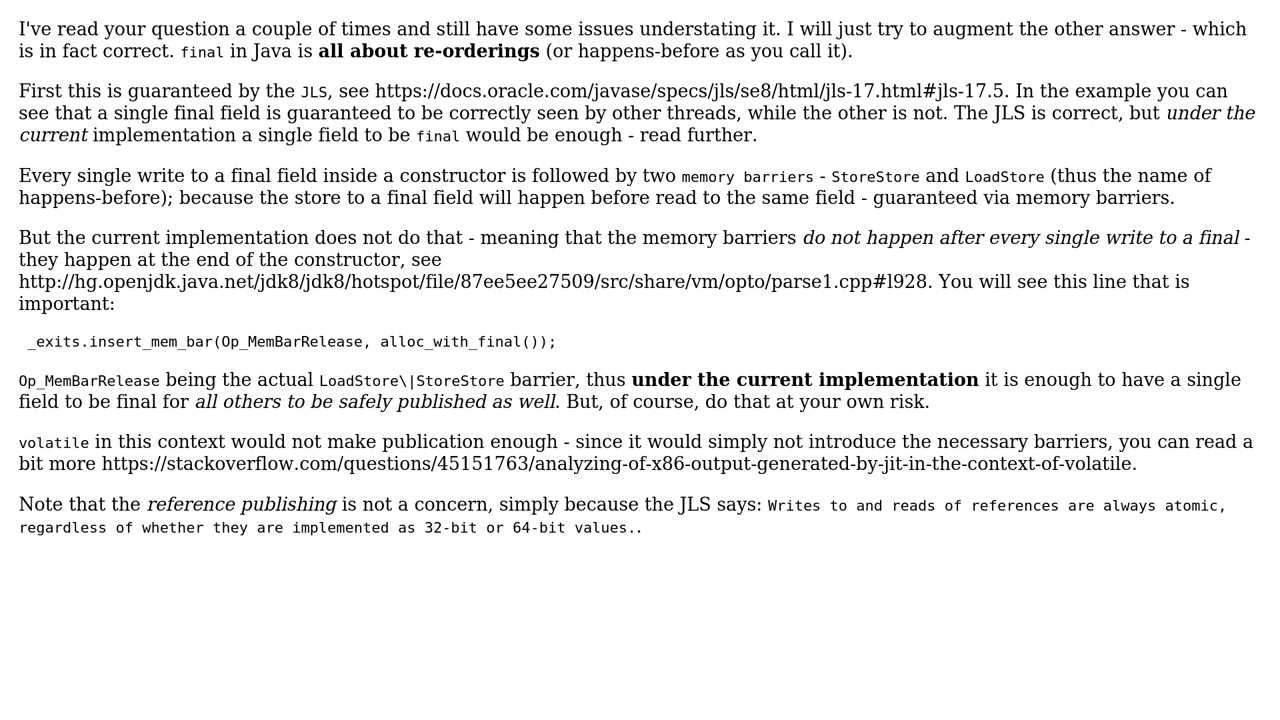 I've read your question a couple of times and still have some issues understating it. I will just try to augment the other answer - which
is in fact correct. final in Java is all about re-orderings (or happens-before as you call it).
First this is guaranteed by the JLS, see https://docs.oracle.com/javase/specs/jls/se8/html/jls-17.html#jls-17.5. In the example you can
see that a single final field is guaranteed to be correctly seen by other threads, while the other is not. The JLS is correct, but under the
current implementation a single field to be final would be enough - read further.
Every single write to a final field inside a constructor is followed by two memory barriers - StoreStore and LoadStore (thus the name of
happens-before); because the store to a final field will happen before read to the same field - guaranteed via memory barriers.
But the current implementation does not do that - meaning that the memory barriers do not happen after every single write to a final -
they happen at the end of the constructor, see
http://hg.openjdk.java.net/jdk8/jdk8/hotspot/file/87ee5ee27509/src/share/vm/opto/parse1.cpp#l928. You will see this line that is
important:
_exits.insert_mem_bar(Op_MemBarRelease, alloc_with_final());
Op_MemBarRelease being the actual LoadStore\|StoreStore barrier, thus under the current implementation it is enough to have a single
field to be final for all others to be safely published as well. But, of course, do that at your own risk.
volatile in this context would not make publication enough - since it would simply not introduce the necessary barriers, you can read a
bit more https://stackoverflow.com/questions/45151763/analyzing-of-x86-output-generated-by-jit-in-the-context-of-volatile.
Note that the reference publishing is not a concern, simply because the JLS says: Writes to and reads of references are always atomic,
regardless of whether they are implemented as 32-bit or 64-bit values..